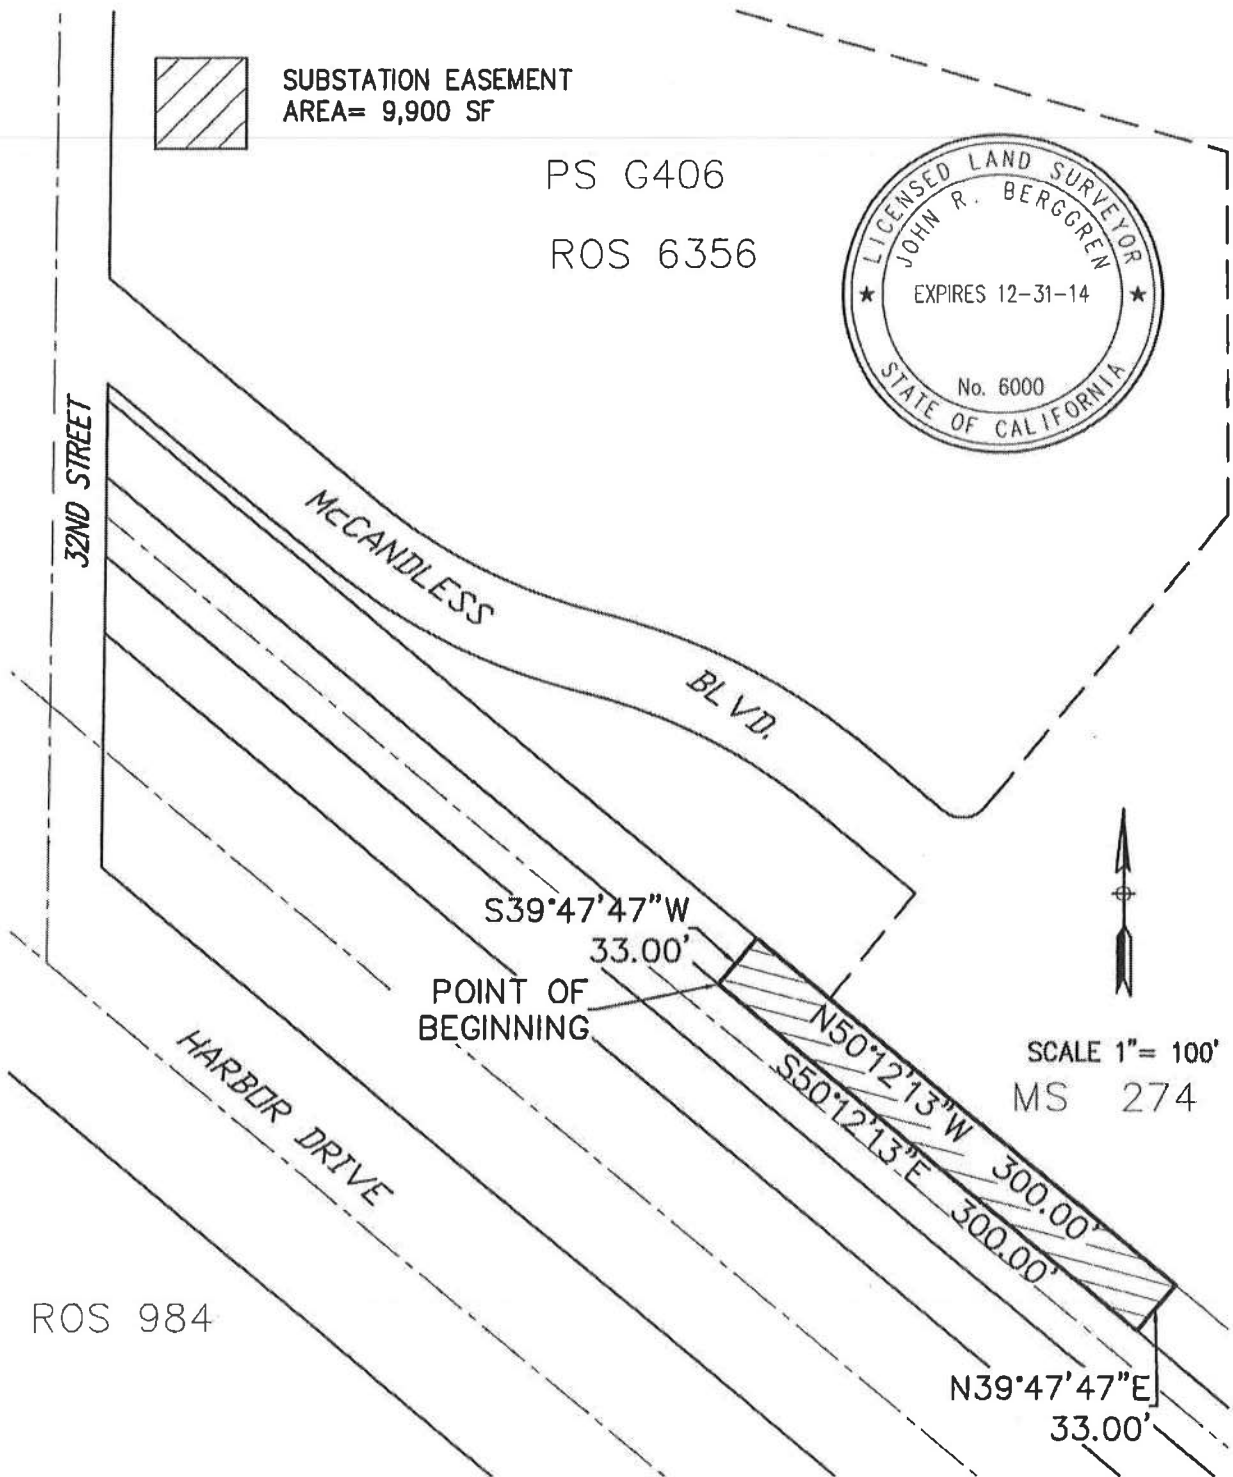 SUBSTATION EASEMENT
AREA= 9,900 SF
PS G406
ROS 6356
LICENSED LAND SURVEYOR
JOHN R. BERGGREN
EXPIRES 12-31-14
No. 6000
STATE OF CALIFORNIA
32ND STREET
McCANDLESS
BLVD.
S39°47'47"W
33.00'
POINT OF
BEGINNING
N50°12'13"W 300.00'
S50°12'13"E 300.00'
SCALE 1"= 100'
MS 274
HARBOR DRIVE
ROS 984
N39°47'47"E
33.00'